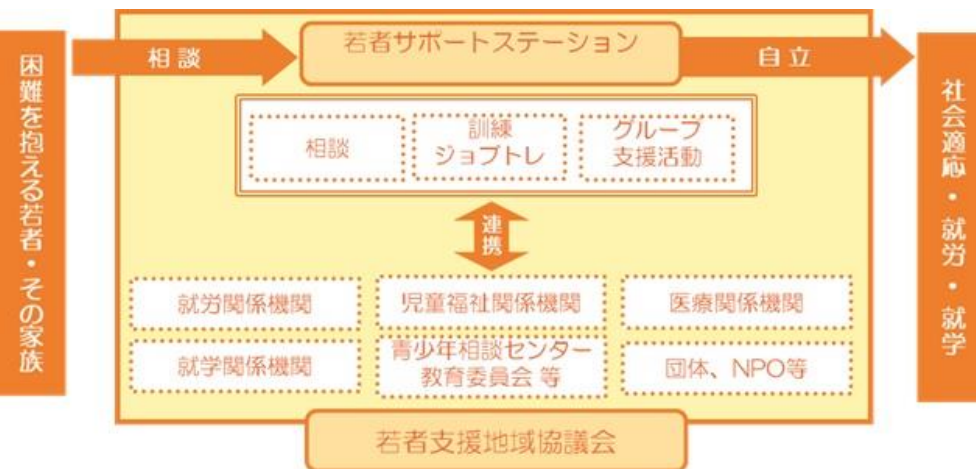 困難を抱える若者・その家族
相談
若者サポートステーション
自立
社会適応・就労・就学
相談
訓練
ジョブトレ
グループ
支援活動
連携
就労関係機関
児童福祉関係機関
医療関係機関
就学関係機関
青少年相談センター
教育委員会 等
団体、NPO等
若者支援地域協議会